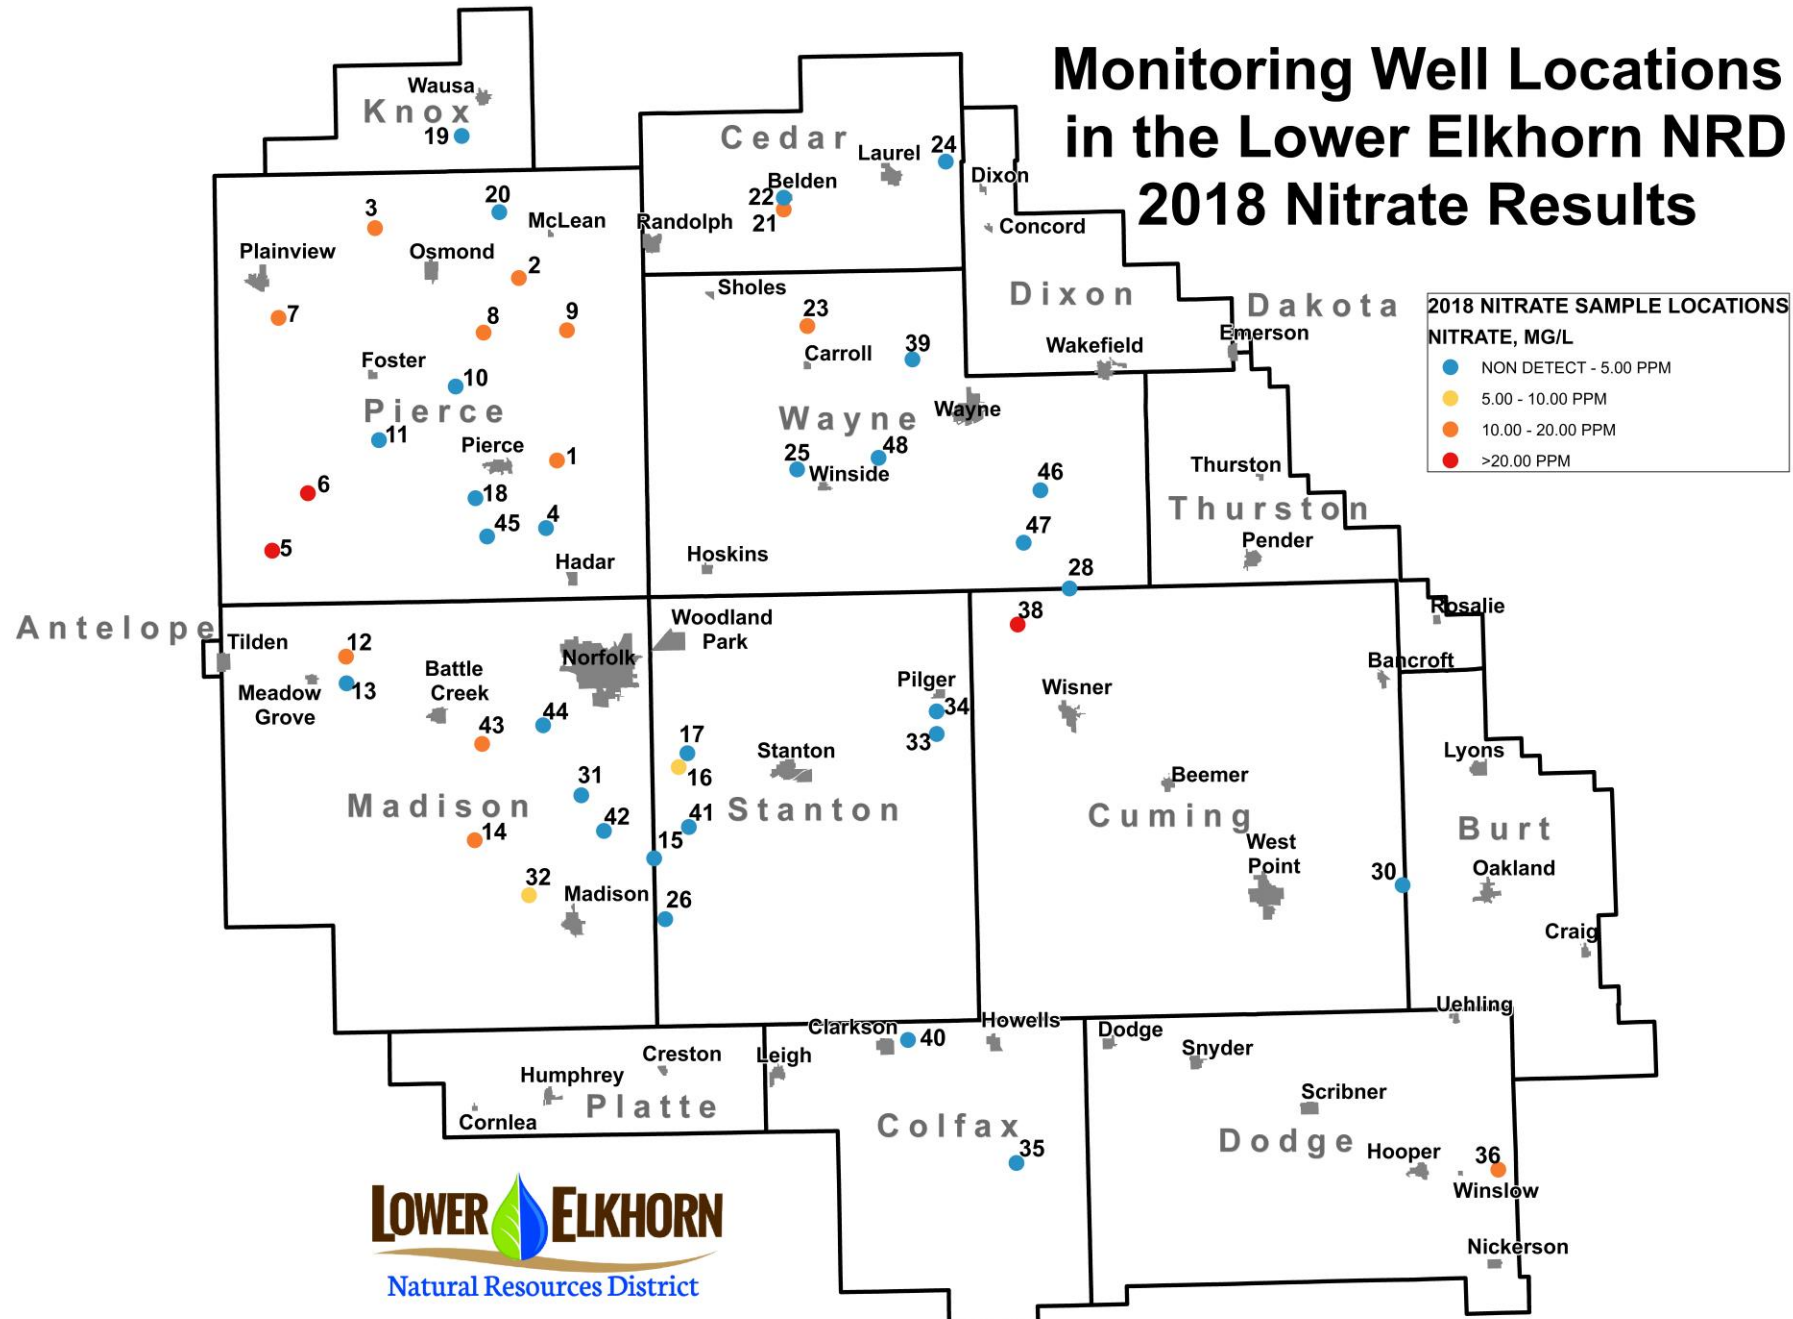 Monitoring Well Locations
in the Lower Elkhorn NRD
2018 Nitrate Results
2018 NITRATE SAMPLE LOCATIONS
NITRATE, MG/L
NON DETECT - 5.00 PPM
5.00 - 10.00 PPM
10.00 - 20.00 PPM
>20.00 PPM
Wausa
Knox
19
Cedar
Laurel
24
Belden
22
21
Randolph
Dixon
Concord
Dixon
Dakota
Emerson
Wakefield
3
20
McLean
Plainview
Osmond
2
7
8
9
Foster
10
Pierce
11
Pierce
1
6
18
45
4
5
Hadar
Sholes
23
Carroll
39
Wayne
Wayne
25
48
Winside
46
47
Hoskins
28
Thurston
Thurston
Pender
Antelope
Tilden
12
13
Meadow
Grove
Battle
Creek
Norfolk
43
44
31
Madison
42
14
32
Madison
Woodland
Park
Pilger
34
33
17
16
Stanton
41
Stanton
15
26
38
Wisner
Beemer
Cuming
West
Point
30
Rosalie
Bancroft
Lyons
Burt
Oakland
Craig
Uehling
Clarkson
40
Howells
Dodge
Snyder
Creston
Leigh
Humphrey
Platte
Cornlea
Colfax
35
Scribner
Dodge
Hooper
36
Winslow
Nickerson
LOWER ELKHORN
Natural Resources District